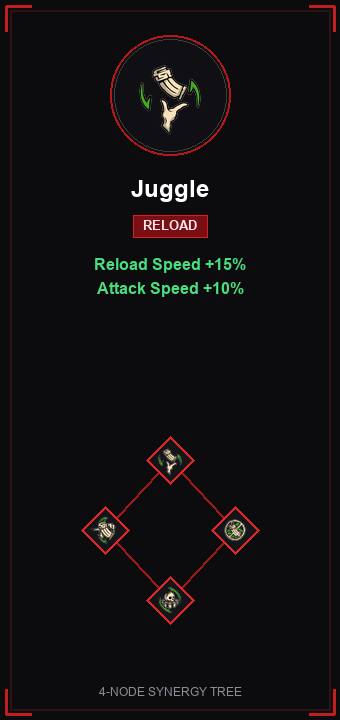 Juggle
RELOAD
Reload Speed +15%
Attack Speed +10%
4-NODE SYNERGY TREE